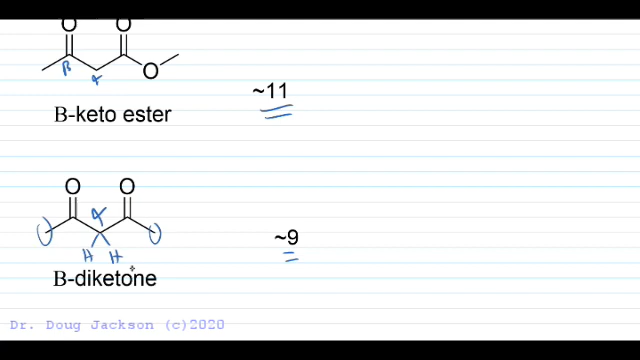 O O
O
β α
~11
B-keto ester
O O
α
~9
H H
B-diketone
Dr. Doug Jackson (c)2020